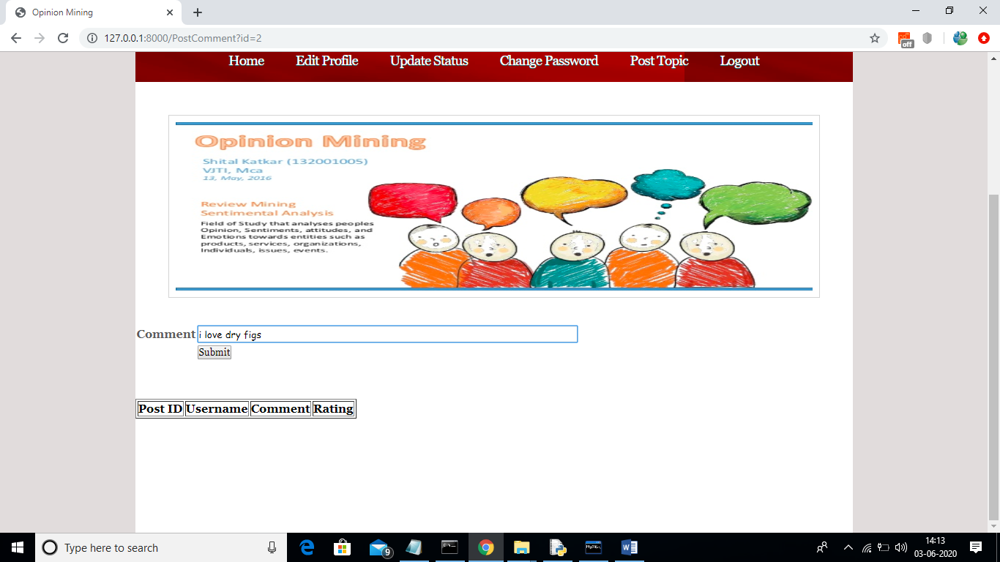 Opinion Mining
127.0.0.1:8000/PostComment?id=2
off
Home Edit Profile Update Status Change Password Post Topic Logout
Opinion Mining
Shital Katkar (132001005)
VJTI, Mca
13, May, 2016
Review Mining
Sentimental Analysis
Field of Study that analyses peoples
Opinion, Sentiments, attitudes, and
Emotions towards entities such as
products, services, organizations,
Individuals, issues, events.
Comment i love dry figs
Submit
Post ID Username Comment Rating
Type here to search
9
14:13
03-06-2020